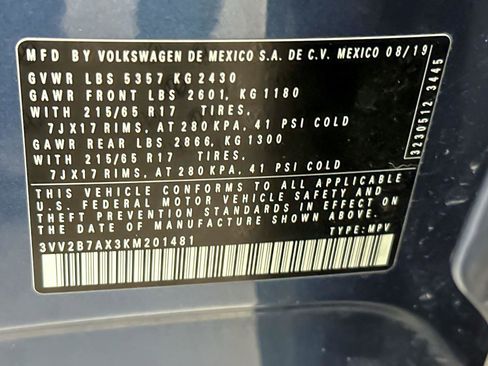 MFD BY VOLKSWAGEN DE MEXICO S.A. DE C.V. MEXICO 08/19
GVWR LBS 5357 KG 2430
GAWR FRONT LBS 2601, KG 1180
WITH 215/65 R17 TIRES,
7JX17 RIMS, AT 280 KPA, 41 PSI COLD
GAWR REAR LBS 2866, KG 1300
WITH 215/65 R17 TIRES,
7JX17 RIMS, AT 280 KPA, 41 PSI COLD
THIS VEHICLE CONFORMS TO ALL APPLICABLE
U.S. FEDERAL MOTOR VEHICLE SAFETY AND
THEFT PREVENTION STANDARDS IN EFFECT ON
THE DATE OF MANUFACTURE SHOWN ABOVE.
3VV2B7AX3KM201481 TYPE: MPV
3230512 3445